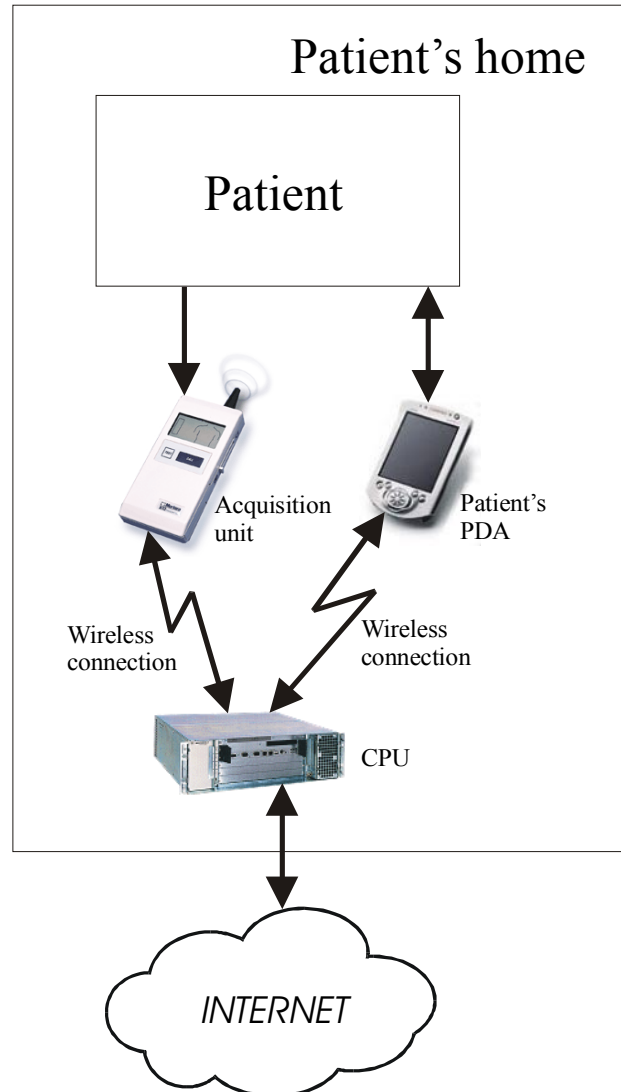 Patient’s home
Patient
Acquisition
unit
Patient’s
PDA
Wireless
connection
Wireless
connection
CPU
INTERNET